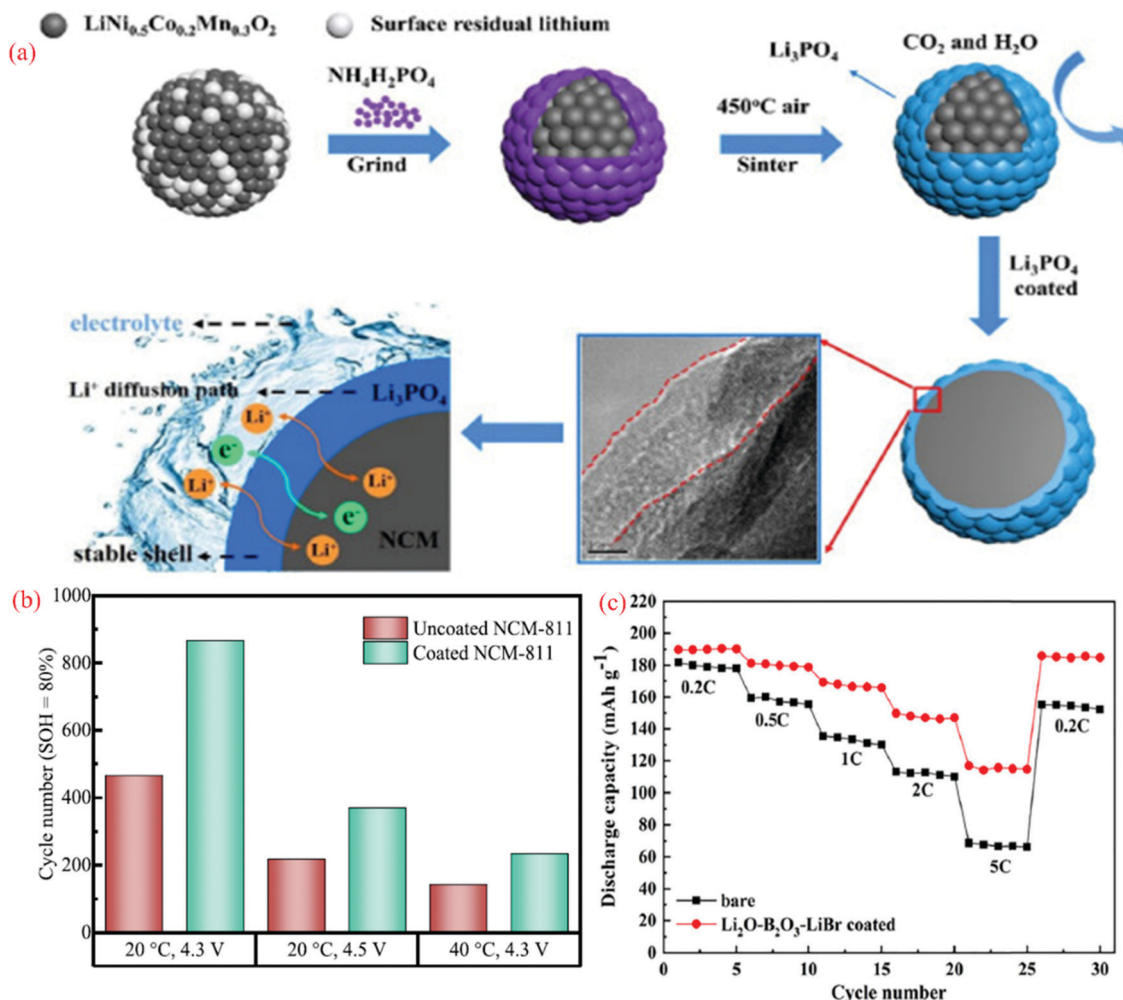 (a)
LiNi₀.₅Co₀.₂Mn₀.₃O₂
Surface residual lithium
NH₄H₂PO₄
Grind
450°C air
Sinter
Li₃PO₄
CO₂ and H₂O
Li₃PO₄
coated
electrolyte
Li⁺ diffusion path
Li₃PO₄
Li⁺
e⁻
Li⁺
Li⁺
e⁻
Li⁺
NCM
stable shell
(b)
Cycle number (SOH = 80%)
1000
800
600
400
200
0
Uncoated NCM-811
Coated NCM-811
20 °C, 4.3 V
20 °C, 4.5 V
40 °C, 4.3 V
(c)
Discharge capacity (mAh g⁻¹)
220
200
180
160
140
120
100
80
60
40
20
0
0.2C
0.5C
1C
2C
5C
0.2C
bare
Li₂O-B₂O₃-LiBr coated
0
5
10
15
20
25
30
Cycle number